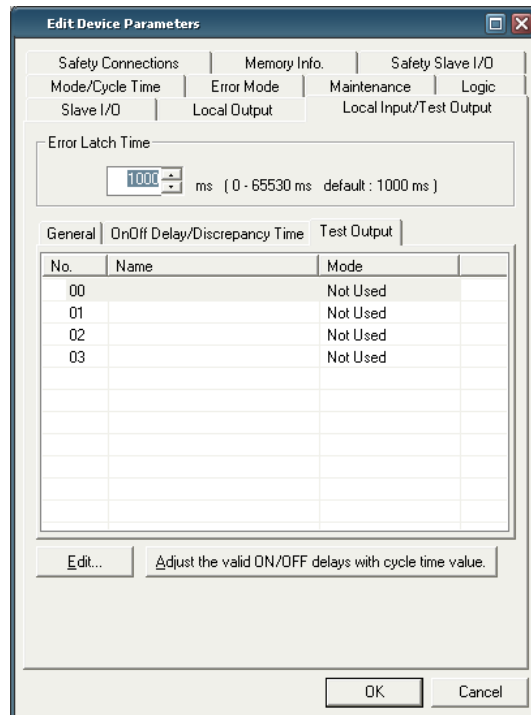 Edit Device Parameters
Safety Connections Memory Info. Safety Slave I/O
Mode/Cycle Time Error Mode Maintenance Logic
Slave I/O Local Output Local Input/Test Output
Error Latch Time
1000 ms ( 0 - 65530 ms default : 1000 ms )
General OnOff Delay/Discrepancy Time Test Output
No. Name Mode
00 Not Used
01 Not Used
02 Not Used
03 Not Used
Edit... Adjust the valid ON/OFF delays with cycle time value.
OK Cancel